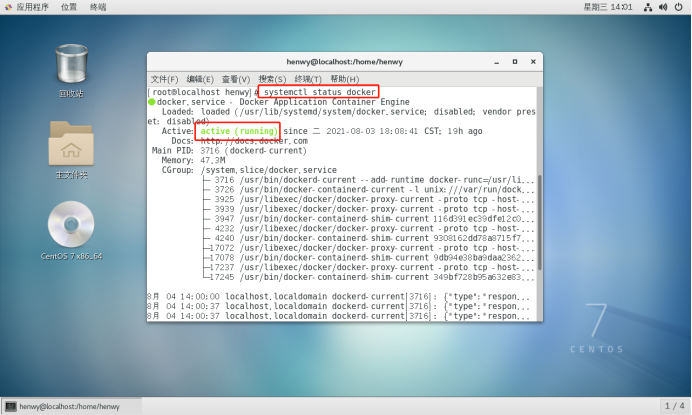 应用程序 位置 终端 星期三 14:01
回收站
主文件夹
CentOS 7 x86_64
henwy@localhost:/home/henwy
文件(F) 编辑(E) 查看(V) 搜索(S) 终端(T) 帮助(H)
[root@localhost henwy]# systemctl status docker
● docker.service - Docker Application Container Engine
Loaded: loaded (/usr/lib/systemd/system/docker.service; disabled; vendor pres
et: disabled)
Active: active (running) since 二 2021-08-03 18:08:41 CST; 19h ago
Docs: http://docs.docker.com
Main PID: 3716 (dockerd-current)
Memory: 47.3M
CGroup: /system.slice/docker.service
├─ 3716 /usr/bin/dockerd-current --add-runtime docker-runc=/usr/li...
├─ 3726 /usr/bin/docker-containerd-current -l unix:///var/run/dock...
├─ 3925 /usr/libexec/docker/docker-proxy-current -proto tcp -host-...
├─ 3939 /usr/libexec/docker/docker-proxy-current -proto tcp -host-...
├─ 3947 /usr/bin/docker-containerd-shim-current 116d391ec39dfe12c0...
├─ 4232 /usr/libexec/docker/docker-proxy-current -proto tcp -host-...
├─ 4240 /usr/bin/docker-containerd-shim-current 9308162dd78a8715f7...
├─17072 /usr/libexec/docker/docker-proxy-current -proto tcp -host-...
├─17078 /usr/bin/docker-containerd-shim-current 9db94e38ba9daa2362...
├─17237 /usr/libexec/docker/docker-proxy-current -proto tcp -host-...
└─17245 /usr/bin/docker-containerd-shim-current 349bf728b95a31e693...
8月 04 14:00:00 localhost.localdomain dockerd-current[3716]: {"type":"respon...
8月 04 14:00:37 localhost.localdomain dockerd-current[3716]: {"type":"respon...
8月 04 14:00:37 localhost.localdomain dockerd-current[3716]: {"type":"respon...
7
CENTOS
henwy@localhost:/home/henwy 1 / 4